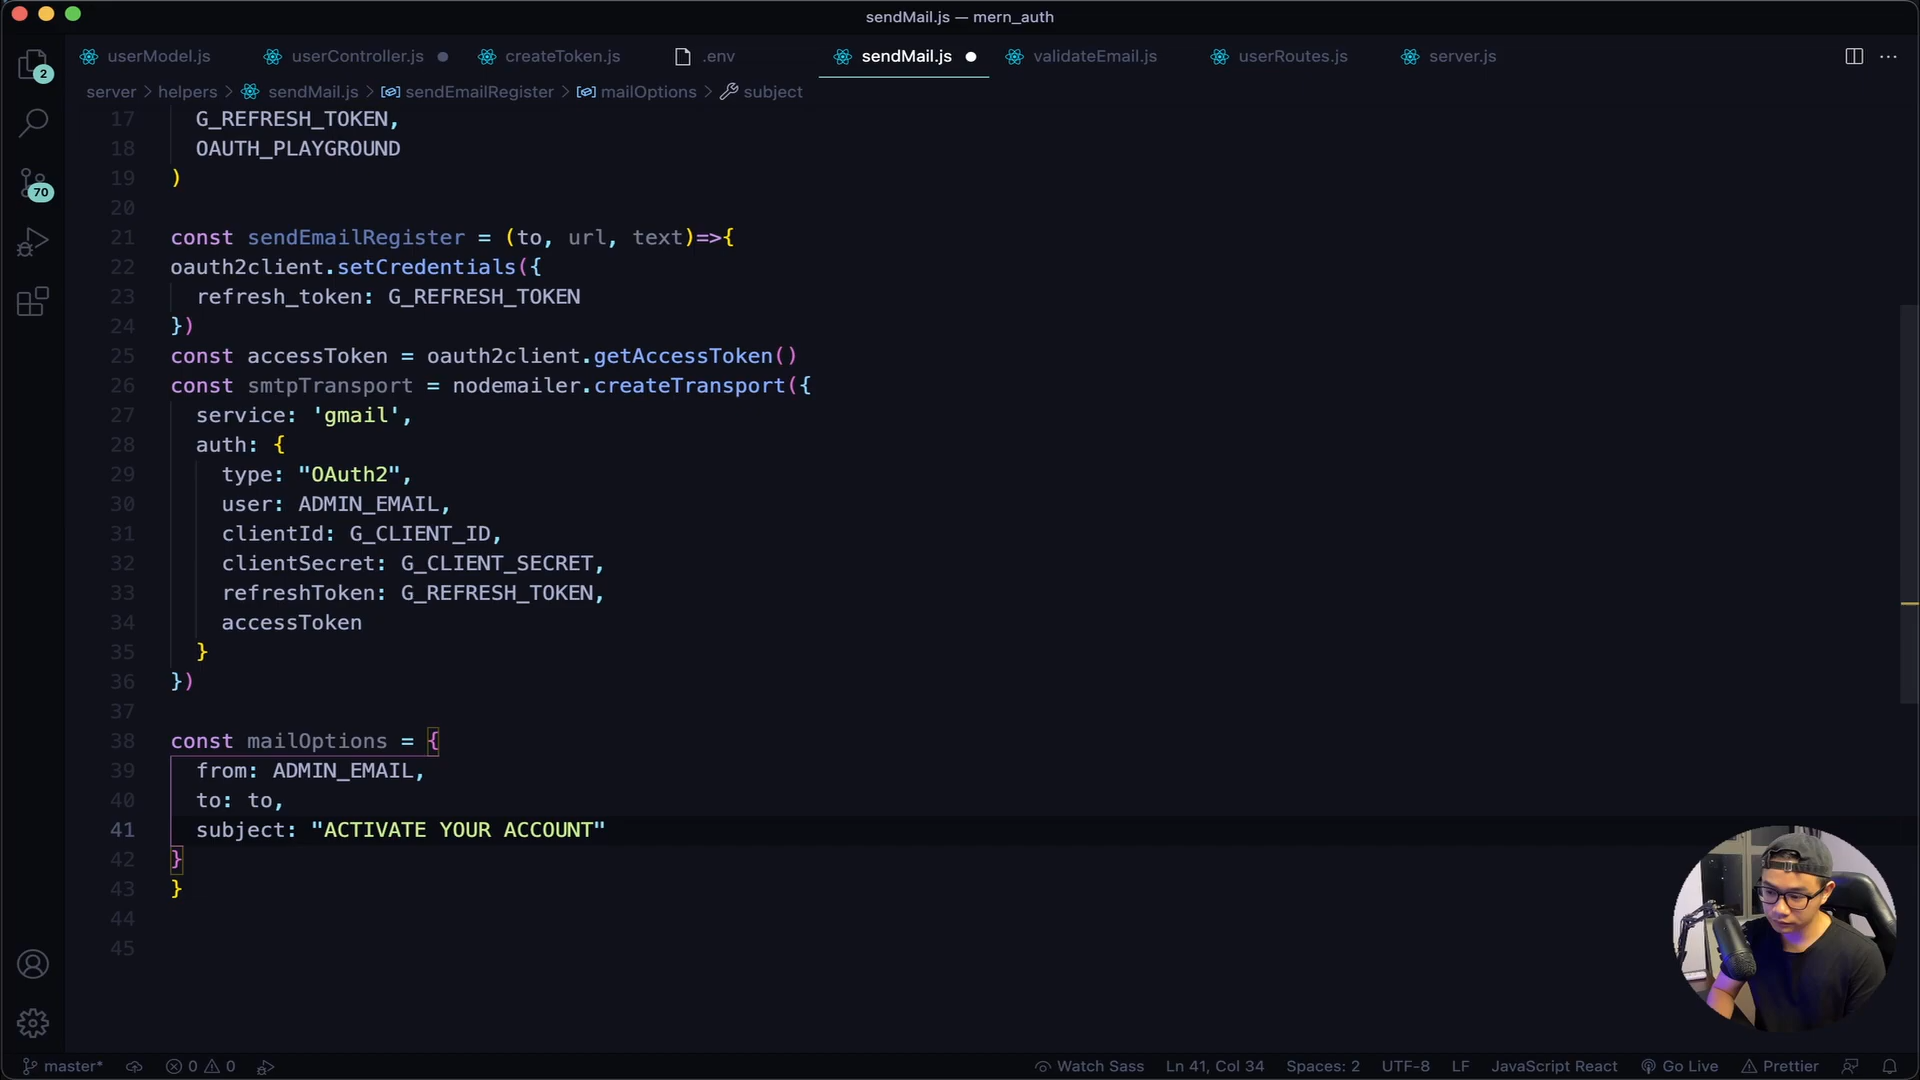 sendMail.js — mern_auth
userModel.js userController.js createToken.js .env sendMail.js validateEmail.js userRoutes.js server.js
server > helpers > sendMail.js > sendEmailRegister > mailOptions > subject
2
70
17 G_REFRESH_TOKEN,
18 OAUTH_PLAYGROUND
19 )
20
21 const sendEmailRegister = (to, url, text)=>{
22 oauth2client.setCredentials({
23 refresh_token: G_REFRESH_TOKEN
24 })
25 const accessToken = oauth2client.getAccessToken()
26 const smtpTransport = nodemailer.createTransport({
27 service: 'gmail',
28 auth: {
29 type: "OAuth2",
30 user: ADMIN_EMAIL,
31 clientId: G_CLIENT_ID,
32 clientSecret: G_CLIENT_SECRET,
33 refreshToken: G_REFRESH_TOKEN,
34 accessToken
35 }
36 })
37
38 const mailOptions = {
39 from: ADMIN_EMAIL,
40 to: to,
41 subject: "ACTIVATE YOUR ACCOUNT"
42 }
43 }
44
45
master* 0 0 Watch Sass Ln 41, Col 34 Spaces: 2 UTF-8 LF JavaScript React Go Live Prettier